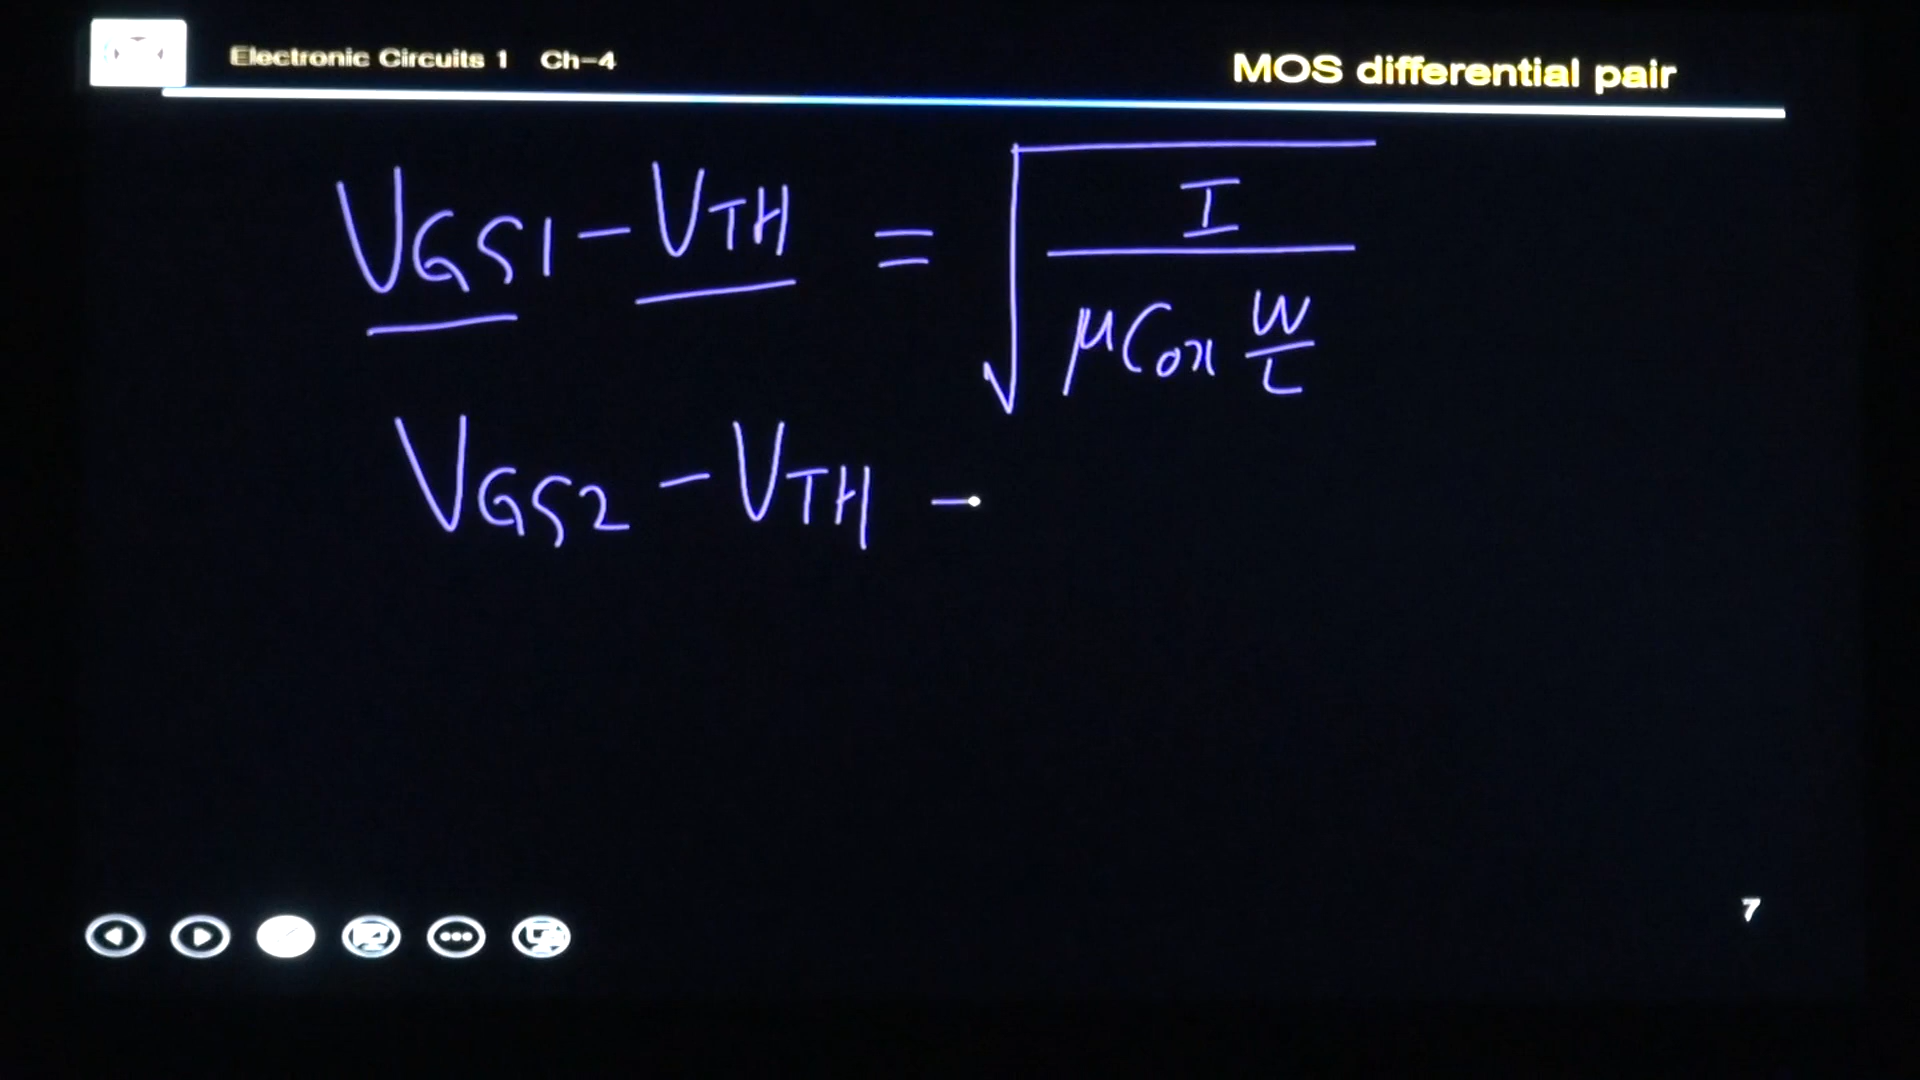 Electronic Circuits 1 Ch-4
MOS differential pair
VGS1 - VTH = √(I / (μCox W/L))
VGS2 - VTH -
7